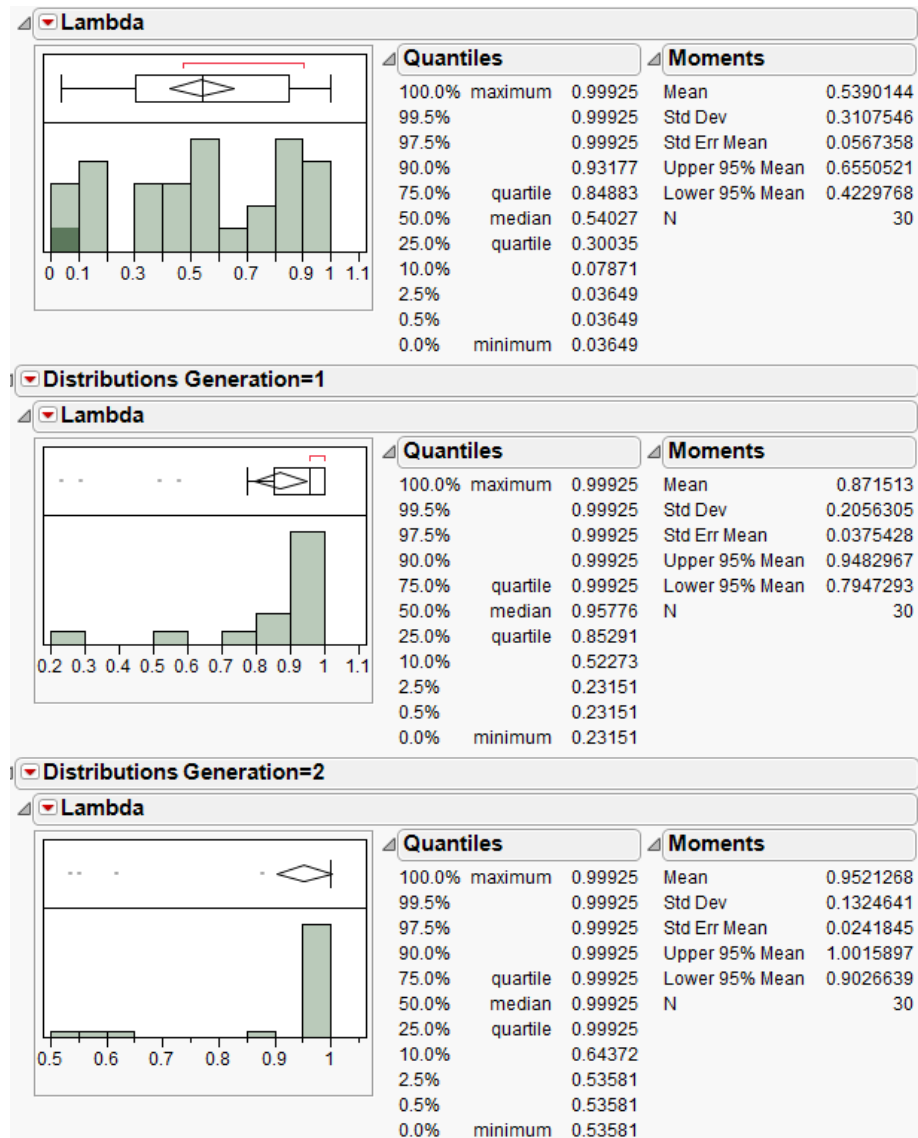 Lambda
Quantiles
100.0% maximum 0.99925
99.5% 0.99925
97.5% 0.99925
90.0% 0.93177
75.0% quartile 0.84883
50.0% median 0.54027
25.0% quartile 0.30035
10.0% 0.07871
2.5% 0.03649
0.5% 0.03649
0.0% minimum 0.03649
Moments
Mean 0.5390144
Std Dev 0.3107546
Std Err Mean 0.0567358
Upper 95% Mean 0.6550521
Lower 95% Mean 0.4229768
N 30
0 0.1 0.3 0.5 0.7 0.9 1 1.1
Distributions Generation=1
Lambda
Quantiles
100.0% maximum 0.99925
99.5% 0.99925
97.5% 0.99925
90.0% 0.99925
75.0% quartile 0.99925
50.0% median 0.95776
25.0% quartile 0.85291
10.0% 0.52273
2.5% 0.23151
0.5% 0.23151
0.0% minimum 0.23151
Moments
Mean 0.871513
Std Dev 0.2056305
Std Err Mean 0.0375428
Upper 95% Mean 0.9482967
Lower 95% Mean 0.7947293
N 30
0.2 0.3 0.4 0.5 0.6 0.7 0.8 0.9 1 1.1
Distributions Generation=2
Lambda
Quantiles
100.0% maximum 0.99925
99.5% 0.99925
97.5% 0.99925
90.0% 0.99925
75.0% quartile 0.99925
50.0% median 0.99925
25.0% quartile 0.99925
10.0% 0.64372
2.5% 0.53581
0.5% 0.53581
0.0% minimum 0.53581
Moments
Mean 0.9521268
Std Dev 0.1324641
Std Err Mean 0.0241845
Upper 95% Mean 1.0015897
Lower 95% Mean 0.9026639
N 30
0.5 0.6 0.7 0.8 0.9 1